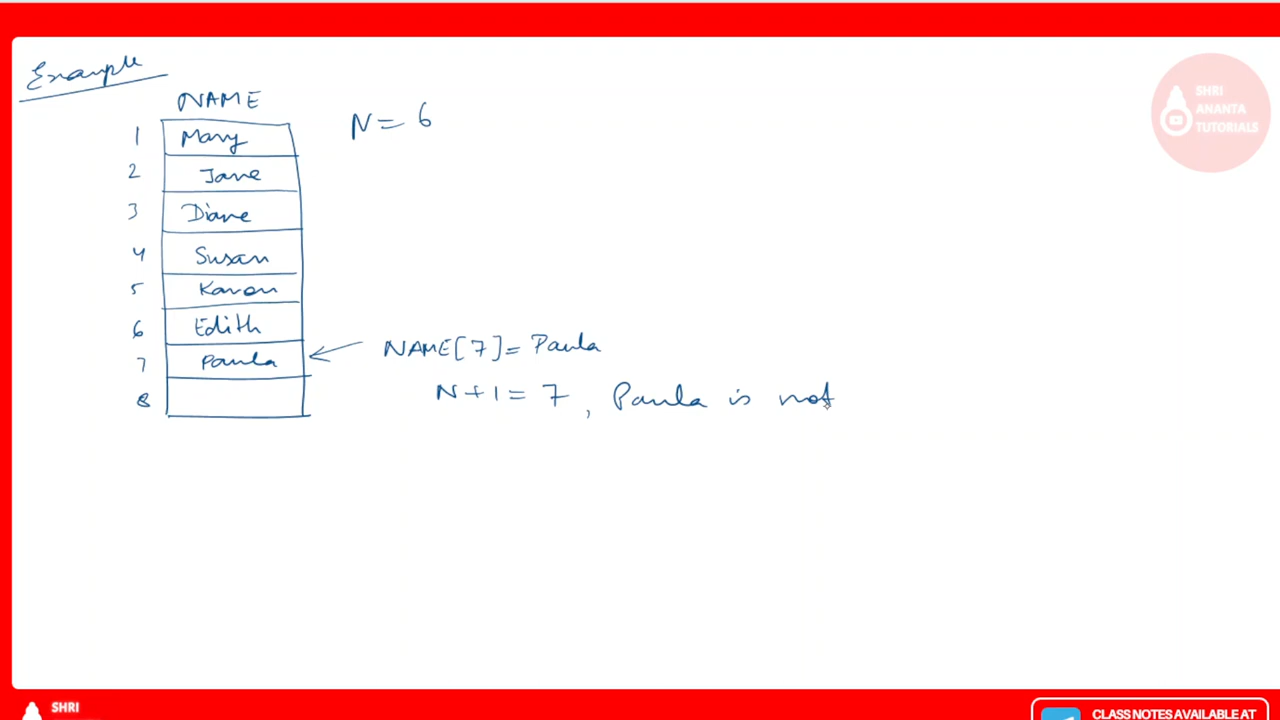 Example
NAME
N = 6
1 Mary
2 Jane
3 Diane
4 Susan
5 Karen
6 Edith
7 Paula
NAME[7] = Paula
8
N+1 = 7, Paula is not
SHRI
ANANTA
TUTORIALS
SHRI
CLASS NOTES AVAILABLE AT